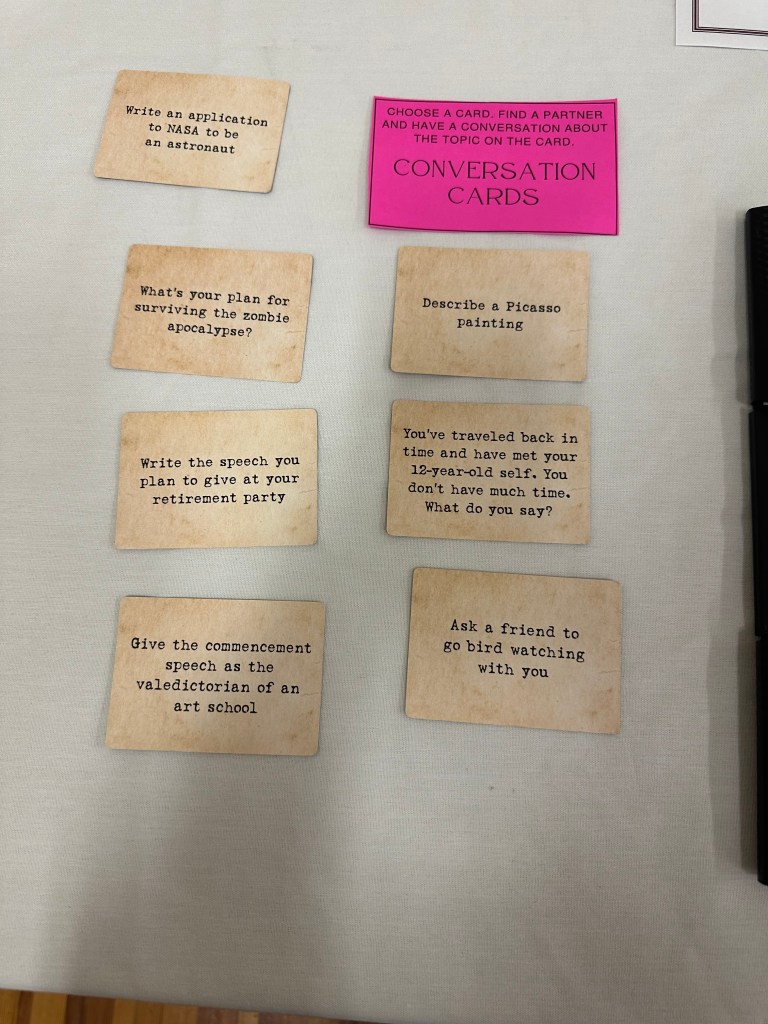 Write an application
to NASA to be
an astronaut
CHOOSE A CARD. FIND A PARTNER
AND HAVE A CONVERSATION ABOUT
THE TOPIC ON THE CARD.
CONVERSATION
CARDS
What's your plan for
surviving the zombie
apocalypse?
Describe a Picasso
painting
Write the speech you
plan to give at your
retirement party
You've traveled back in
time and have met your
12-year-old self. You
don't have much time.
What do you say?
Give the commencement
speech as the
valedictorian of an
art school
Ask a friend to
go bird watching
with you